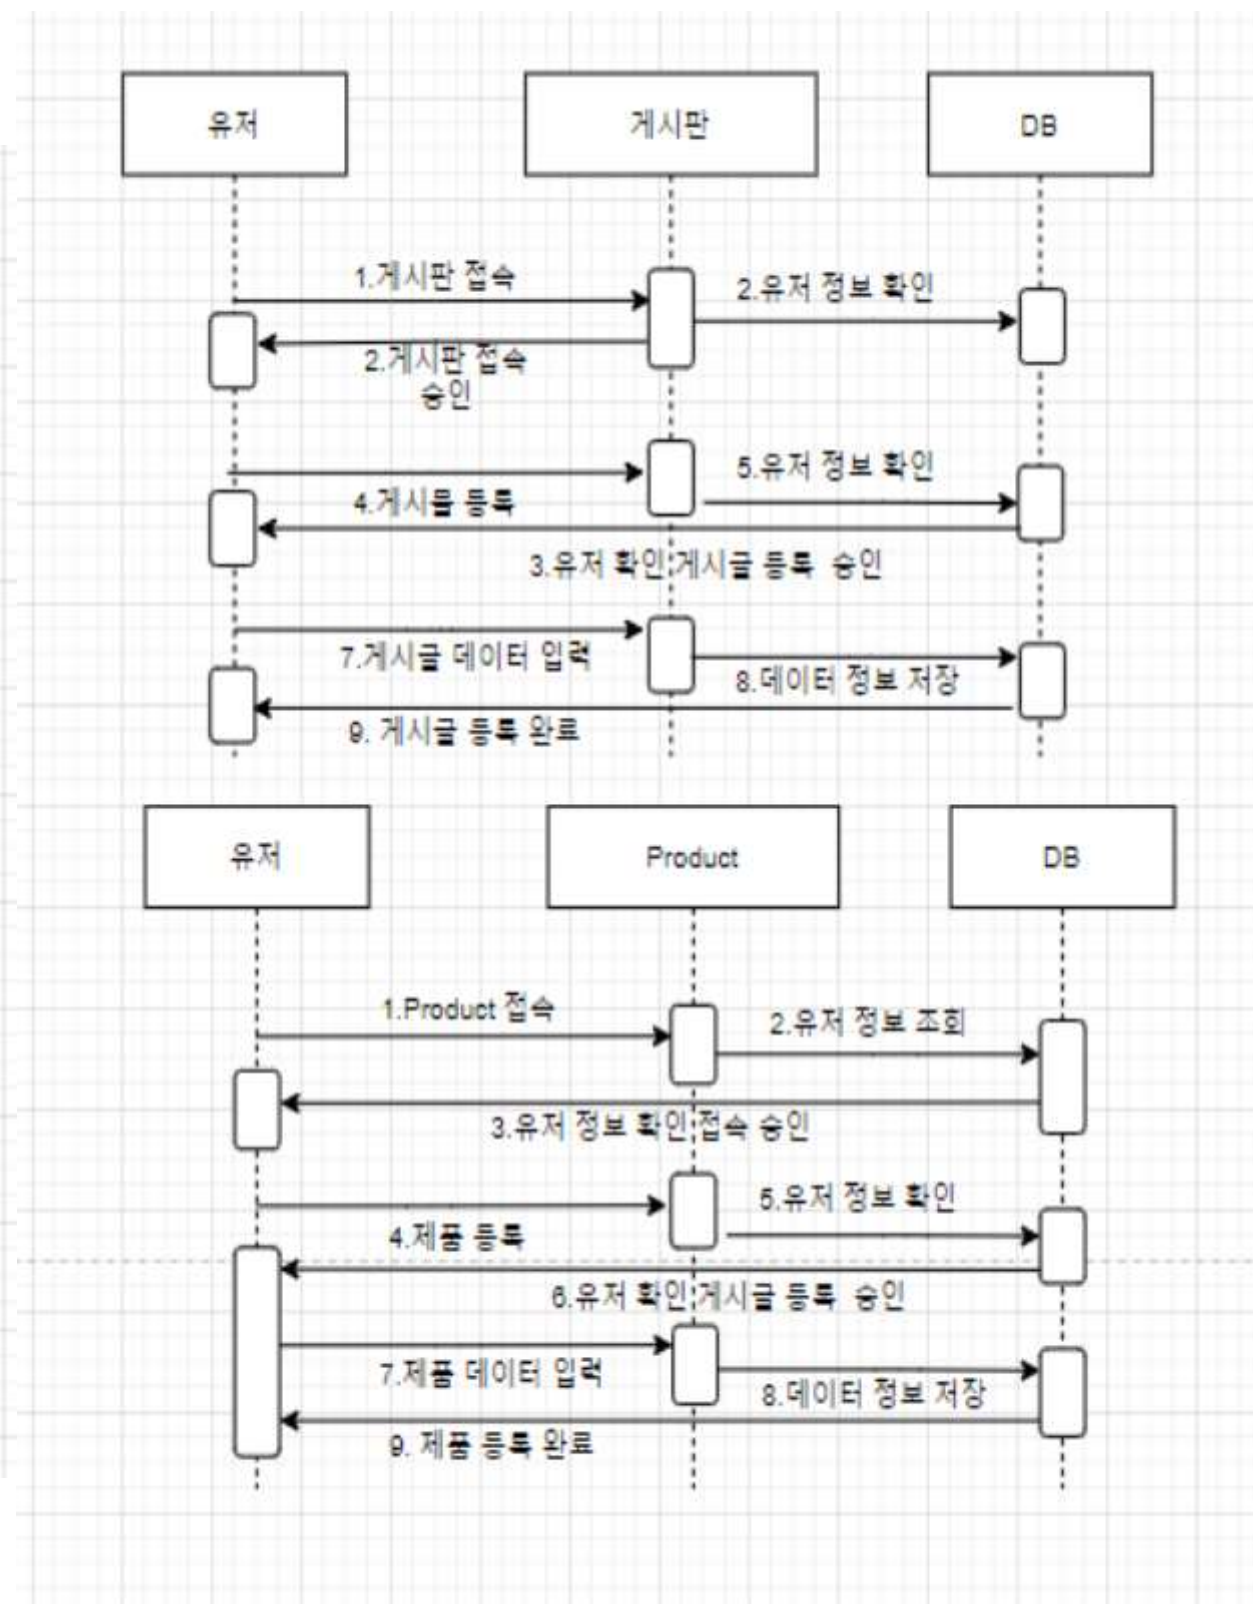 유저
게시판
DB
1.게시판 접속
2.유저 정보 확인
2.게시판 접속
승인
5.유저 정보 확인
4.게시물 등록
3.유저 확인 게시글 등록 승인
7.게시글 데이터 입력
8.데이터 정보 저장
9. 게시글 등록 완료
유저
Product
DB
1.Product 접속
2.유저 정보 조회
3.유저 정보 확인 접속 승인
5.유저 정보 확인
4.제품 등록
6.유저 확인 게시글 등록 승인
7.제품 데이터 입력
8.데이터 정보 저장
9. 제품 등록 완료